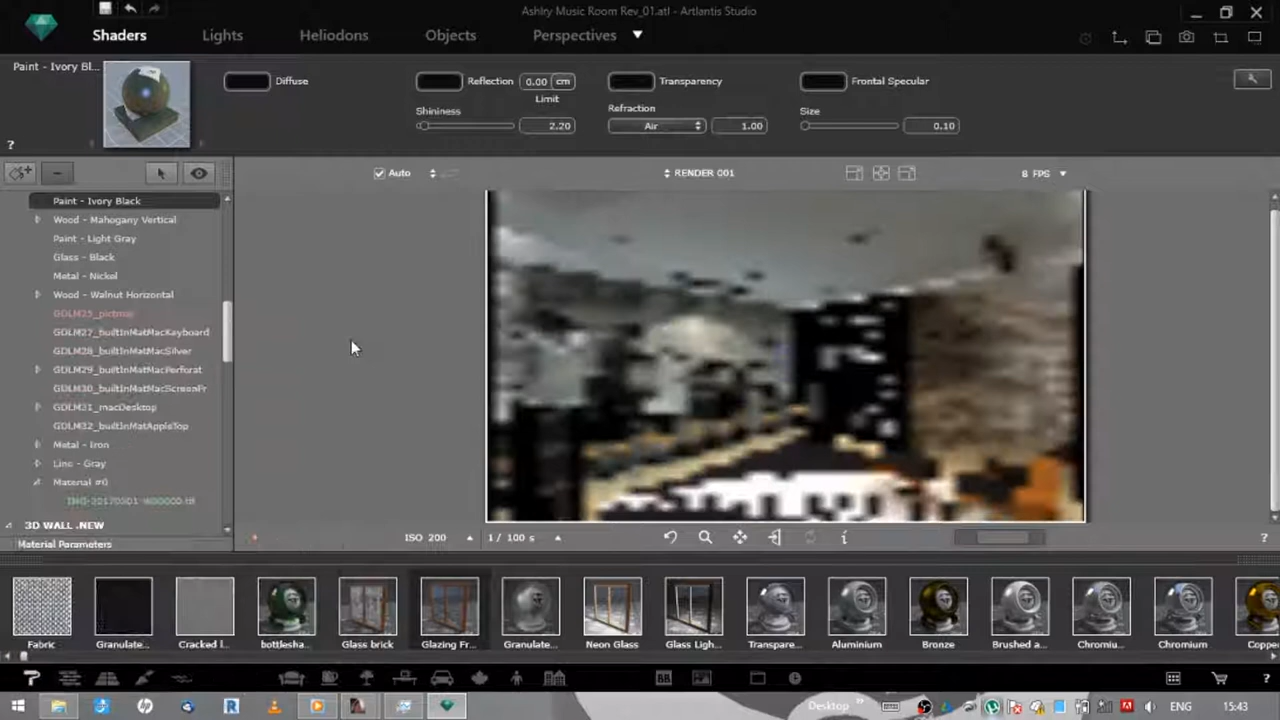 Ashlry Music Room Rev_01.atl - Artlantis Studio
Shaders
Lights
Heliodons
Objects
Perspectives
Paint - Ivory Bl...
Diffuse
Reflection
0.00
cm
Limit
Shininess
2.20
Transparency
Refraction
Air
1.00
Frontal Specular
Size
0.10
?
Auto
RENDER 001
8 FPS
Paint - Ivory Black
Wood - Mahogany Vertical
Paint - Light Gray
Glass - Black
Metal - Nickel
Wood - Walnut Horizontal
GDLM25_pictmat
GDLM27_builtInMatMacKayboard
GDLM28_builtInMatMacSilver
GDLM29_builtInMatMacPerforat
GDLM30_builtInMatMacScreenFr
GDLM31_macDesktop
GDLM32_builtInMatAppleTop
Metal - Iron
Line - Gray
Material #0
3D WALL .NEW
Material Parameters
ISO 200
1 / 100 s
i
?
Fabric
Granulate...
Cracked l...
bottlesha...
Glass brick
Glazing Fr...
Granulate...
Neon Glass
Glass Ligh...
Transpare...
Aluminium
Bronze
Brushed a...
Chromiu...
Chromium
Copper
?
Desktop
ENG
15:43